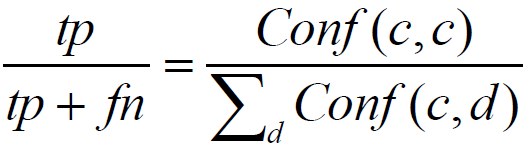 tp / (tp + fn) = Conf(c,c) / ∑_d Conf(c,d)